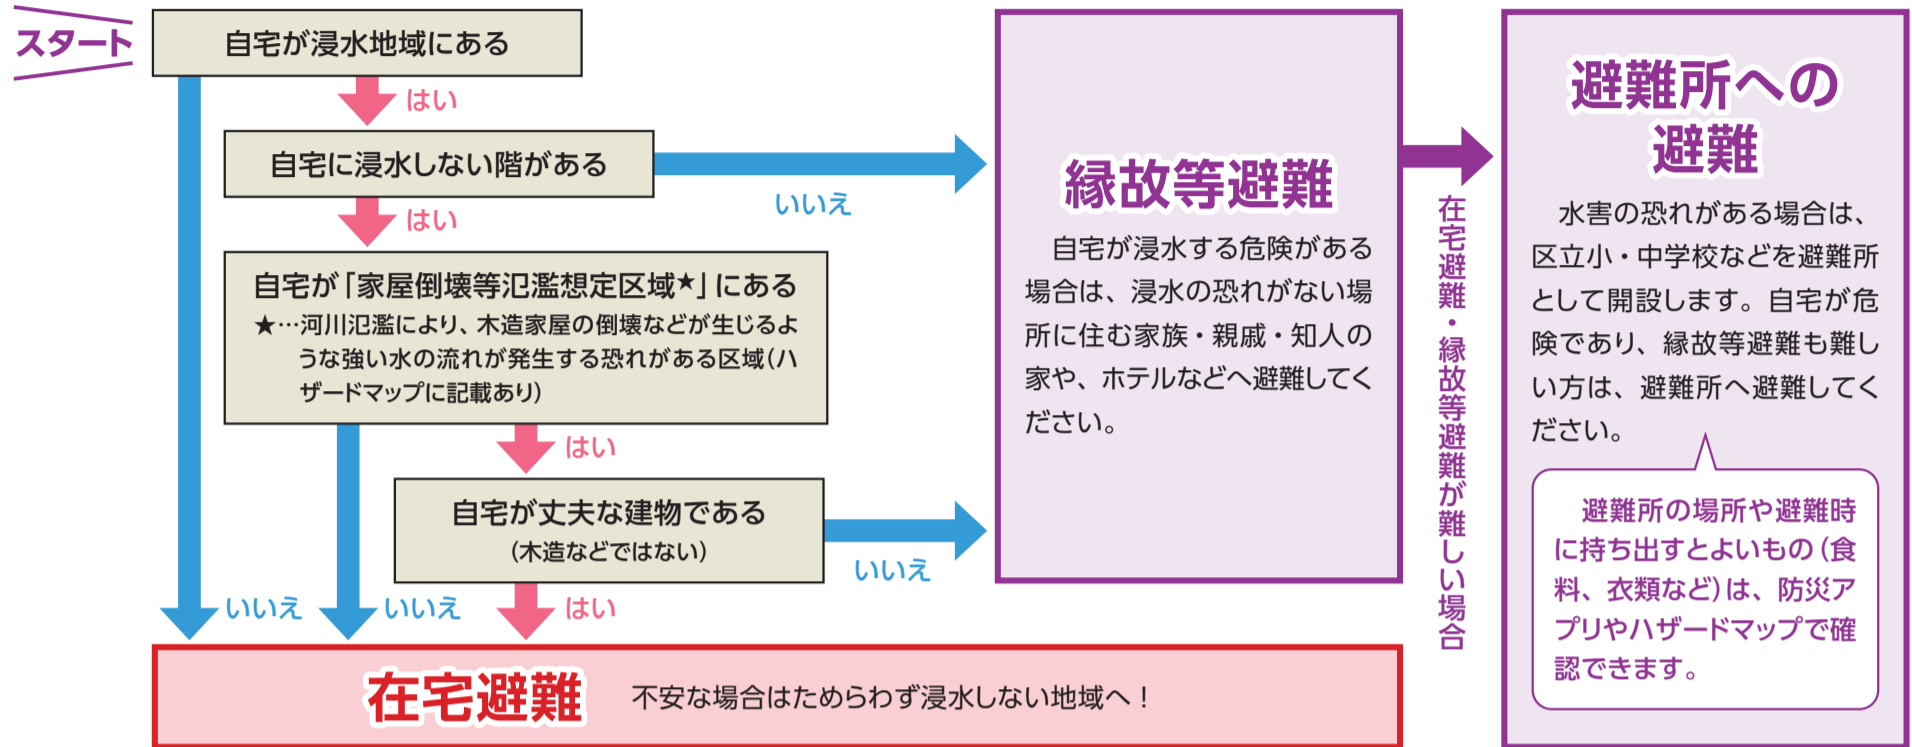 スタート
自宅が浸水地域にある
はい
自宅に浸水しない階がある
いいえ
はい
自宅が「家屋倒壊等氾濫想定区域★」にある
★…河川氾濫により、木造家屋の倒壊などが生じるよ
うな強い水の流れが発生する恐れがある区域(ハ
ザードマップに記載あり)
はい
自宅が丈夫な建物である
(木造などではない)
いいえ
いいえ
いいえ
はい
在宅避難
不安な場合はためらわず浸水しない地域へ！
縁故等避難
自宅が浸水する危険がある
場合は、浸水の恐れがない場
所に住む家族・親戚・知人の
家や、ホテルなどへ避難してく
ださい。
在宅避難・縁故等避難が難しい場合
避難所への
避難
水害の恐れがある場合は、
区立小・中学校などを避難所
として開設します。自宅が危
険であり、縁故等避難も難し
い方は、避難所へ避難してく
ださい。
避難所の場所や避難時
に持ち出すとよいもの(食
料、衣類など)は、防災ア
プリやハザードマップで確
認できます。